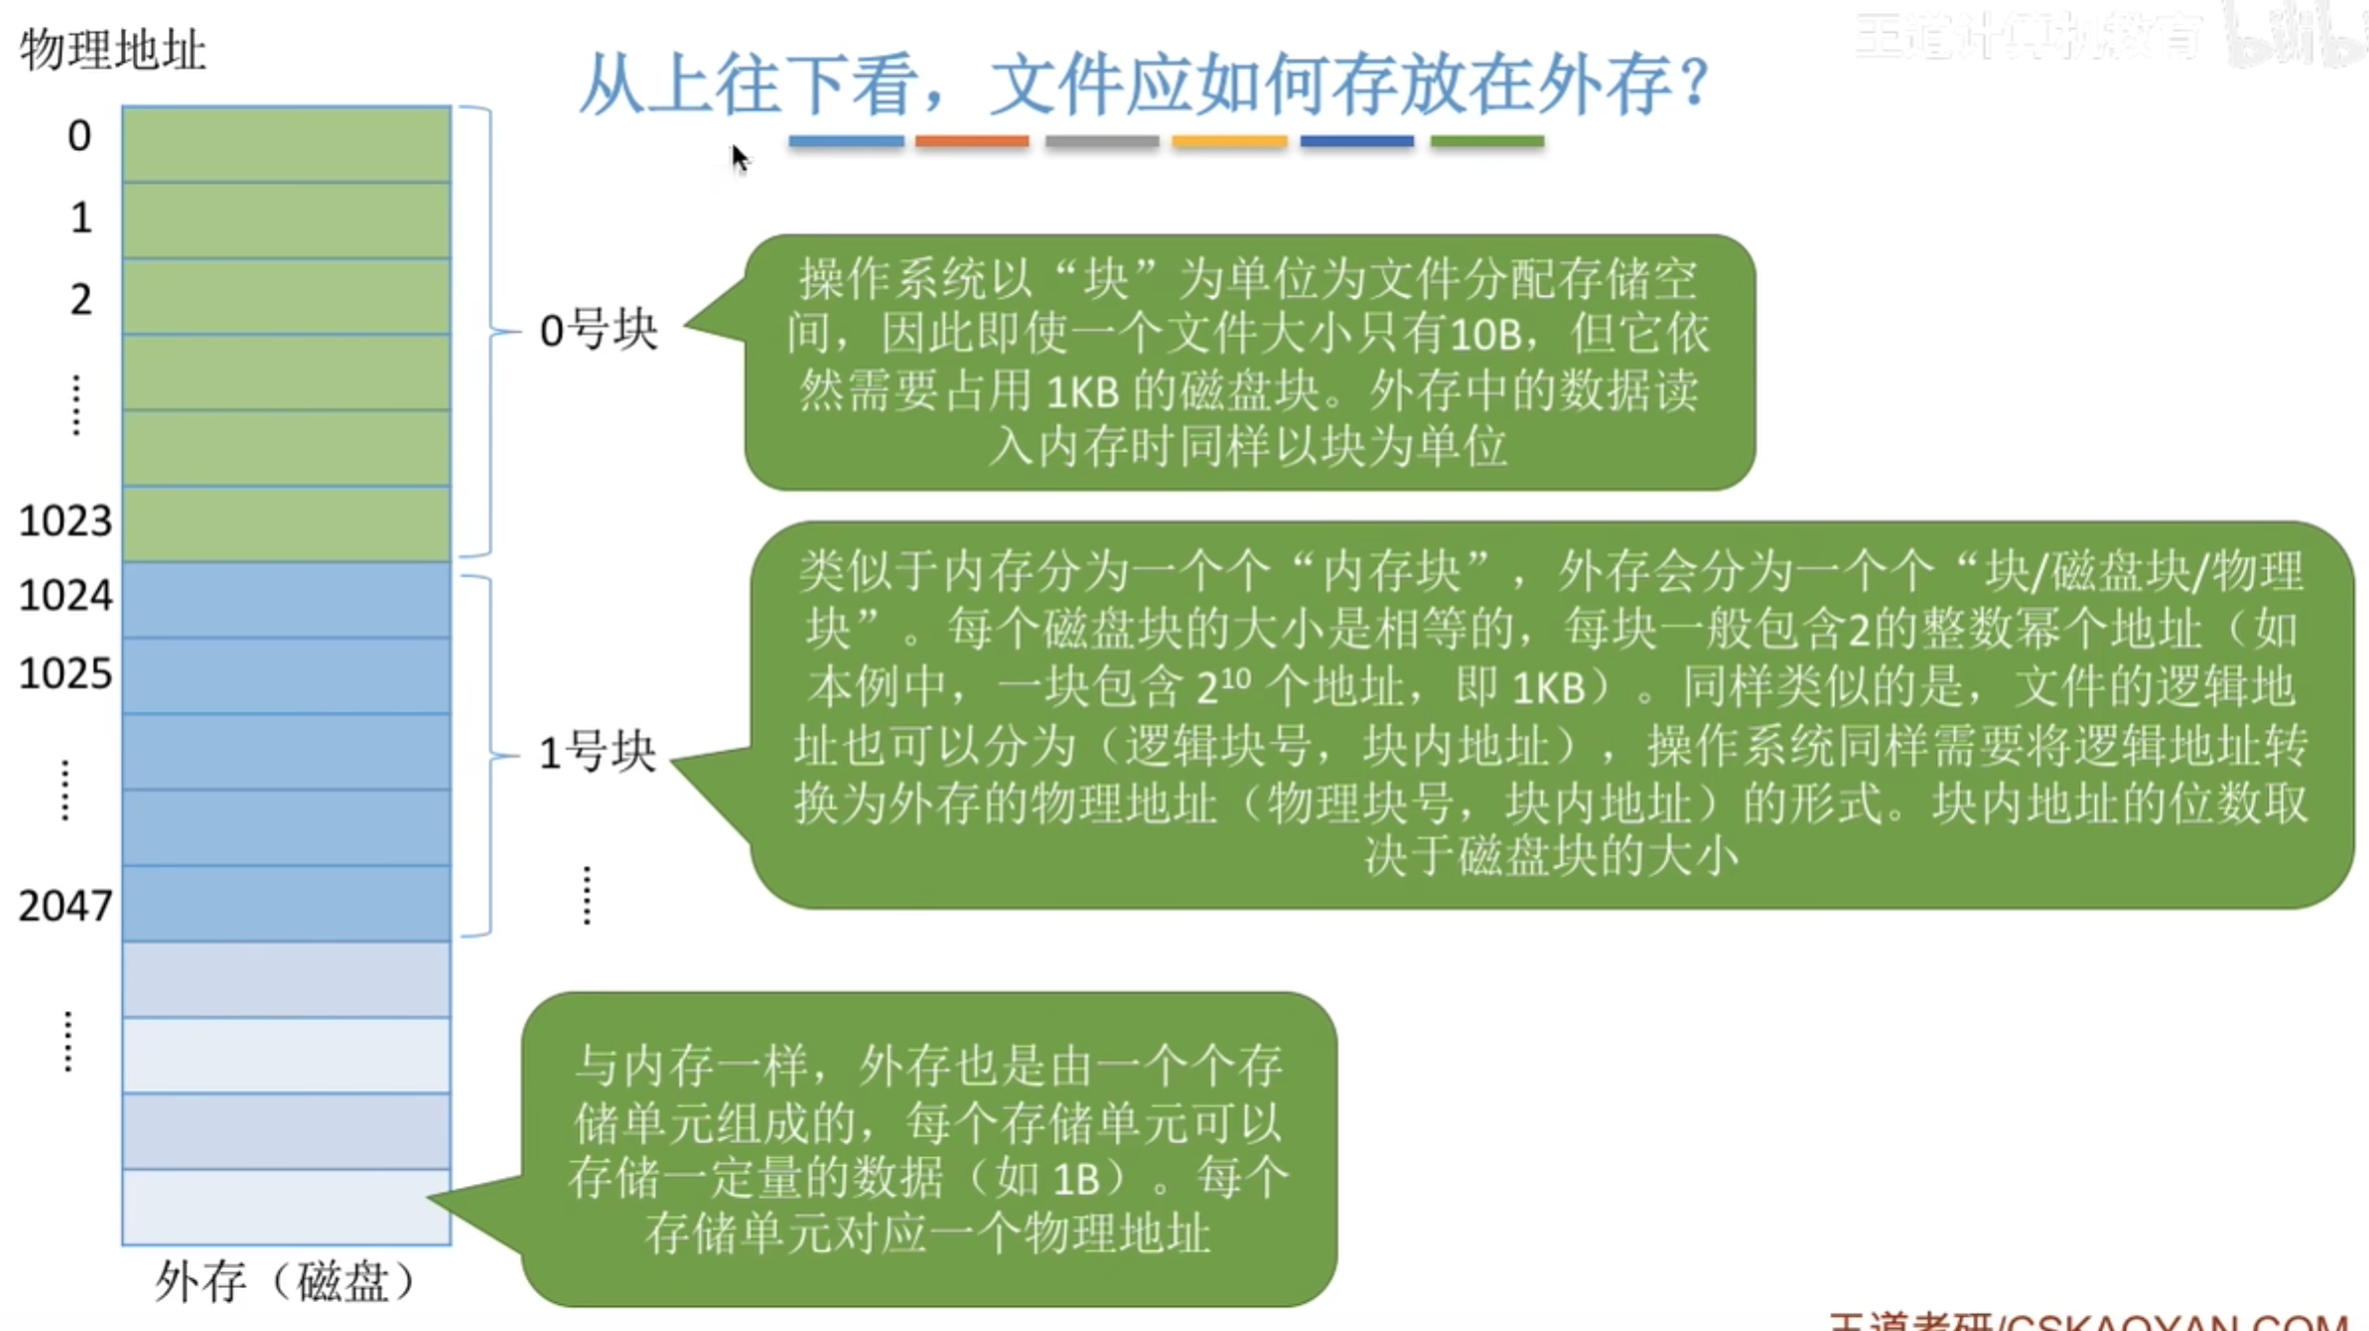 物理地址
王道计算机教育
bilibili
从上往下看，文件应如何存放在外存？
0
1
2
……
1023
1024
1025
……
2047
……
0号块
1号块
……
操作系统以“块”为单位为文件分配存储空
间，因此即使一个文件大小只有10B，但它依
然需要占用 1KB 的磁盘块。外存中的数据读
入内存时同样以块为单位
类似于内存分为一个个“内存块”，外存会分为一个个“块/磁盘块/物理
块”。每个磁盘块的大小是相等的，每块一般包含2的整数幂个地址（如
本例中，一块包含 2¹⁰ 个地址，即 1KB）。同样类似的是，文件的逻辑地
址也可以分为（逻辑块号，块内地址），操作系统同样需要将逻辑地址转
换为外存的物理地址（物理块号，块内地址）的形式。块内地址的位数取
决于磁盘块的大小
与内存一样，外存也是由一个个存
储单元组成的，每个存储单元可以
存储一定量的数据（如 1B）。每个
存储单元对应一个物理地址
外存（磁盘）
王道考研/CSKAOYAN.COM